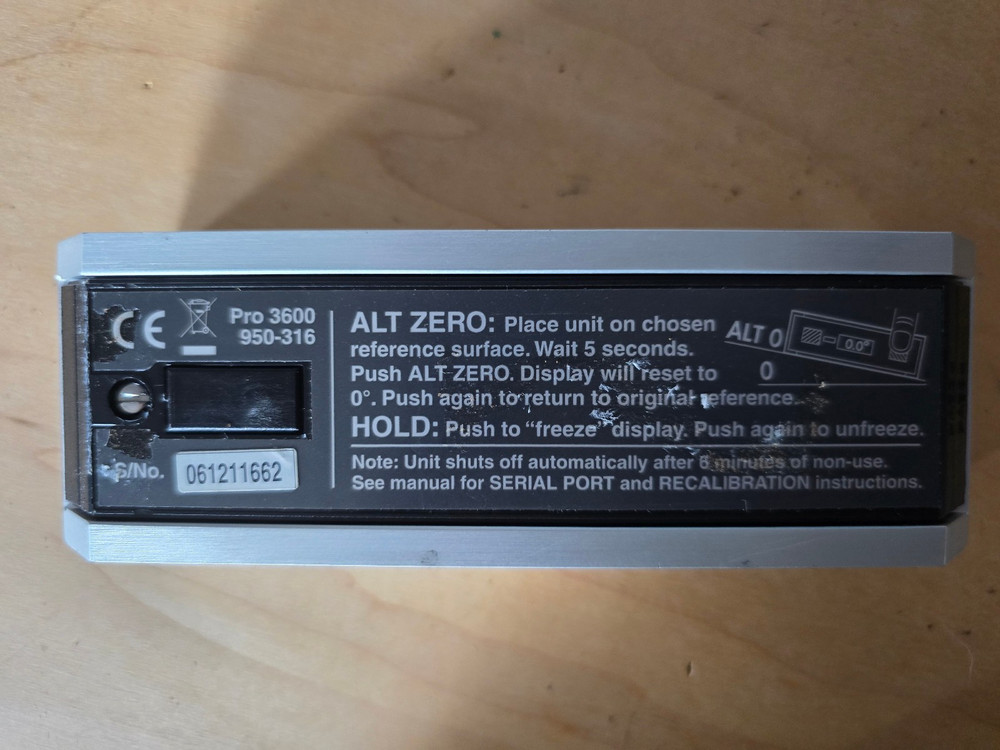 CE
Pro 3600
950-316
S/No. 061211662
ALT ZERO: Place unit on chosen
reference surface. Wait 5 seconds.
Push ALT ZERO. Display will reset to
0°. Push again to return to original reference.
HOLD: Push to “freeze” display. Push again to unfreeze.
Note: Unit shuts off automatically after minutes of non-use.
See manual for SERIAL PORT and RECALIBRATION instructions.
ALT 0
0.0°
0